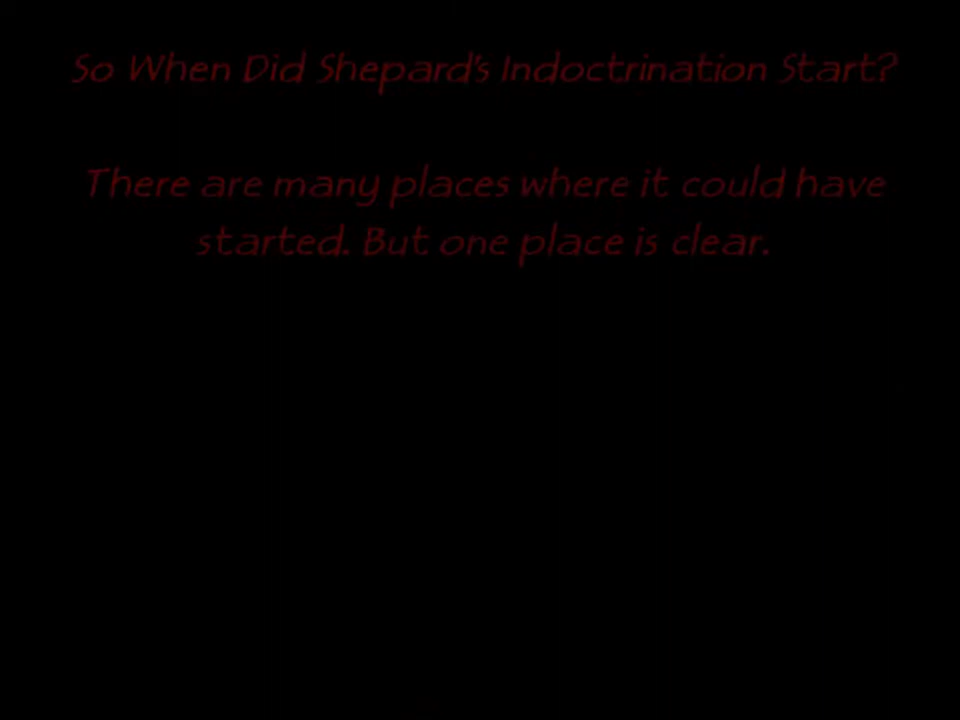 So When Did Shepard's Indoctrination Start?
There are many places where it could have
started. But one place is clear.